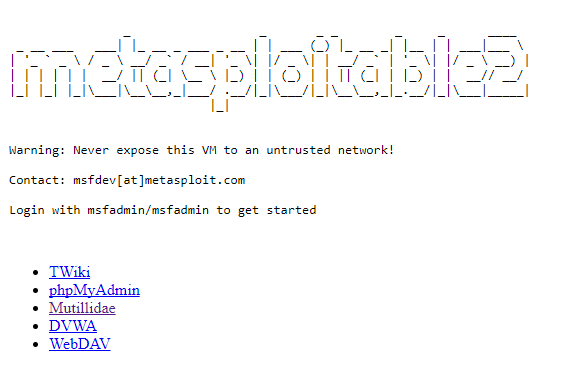 metasploitable2
Warning: Never expose this VM to an untrusted network!
Contact: msfdev[at]metasploit.com
Login with msfadmin/msfadmin to get started
TWiki
phpMyAdmin
Mutillidae
DVWA
WebDAV